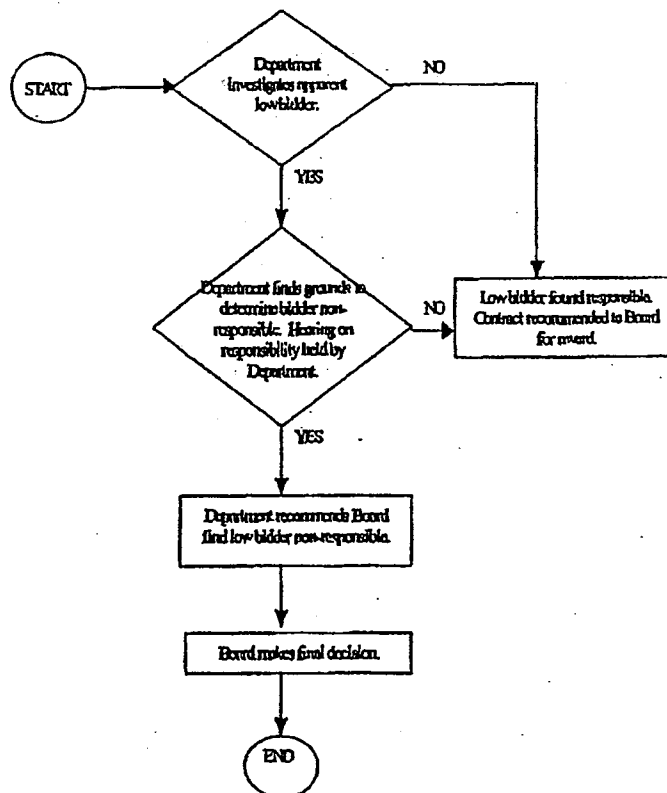 START
Department
Investigates apparent
low bidder.
NO
YES
Department finds grounds to
determine bidder non-
responsible. Hearing on
responsibility held by
Department.
NO
Low bidder found responsible.
Contract recommended to Board
for award.
YES
Department recommends Board
find low bidder non-responsible.
Board makes final decision.
END